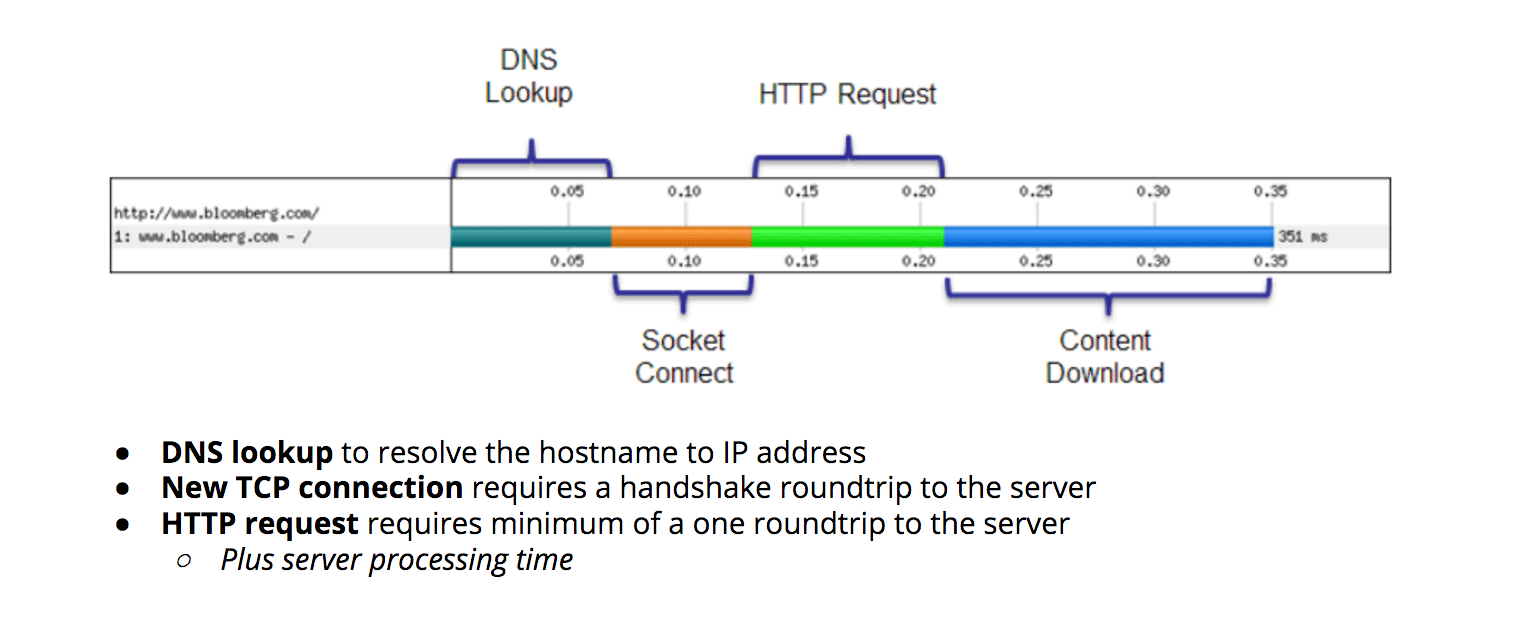 DNS
Lookup
HTTP Request
0.05 0.10 0.15 0.20 0.25 0.30 0.35
http://www.bloomberg.com/
1: www.bloomberg.com - / 351 ms
0.05 0.10 0.15 0.20 0.25 0.30 0.35
Socket
Connect
Content
Download
● DNS lookup to resolve the hostname to IP address
● New TCP connection requires a handshake roundtrip to the server
● HTTP request requires minimum of a one roundtrip to the server
○ Plus server processing time